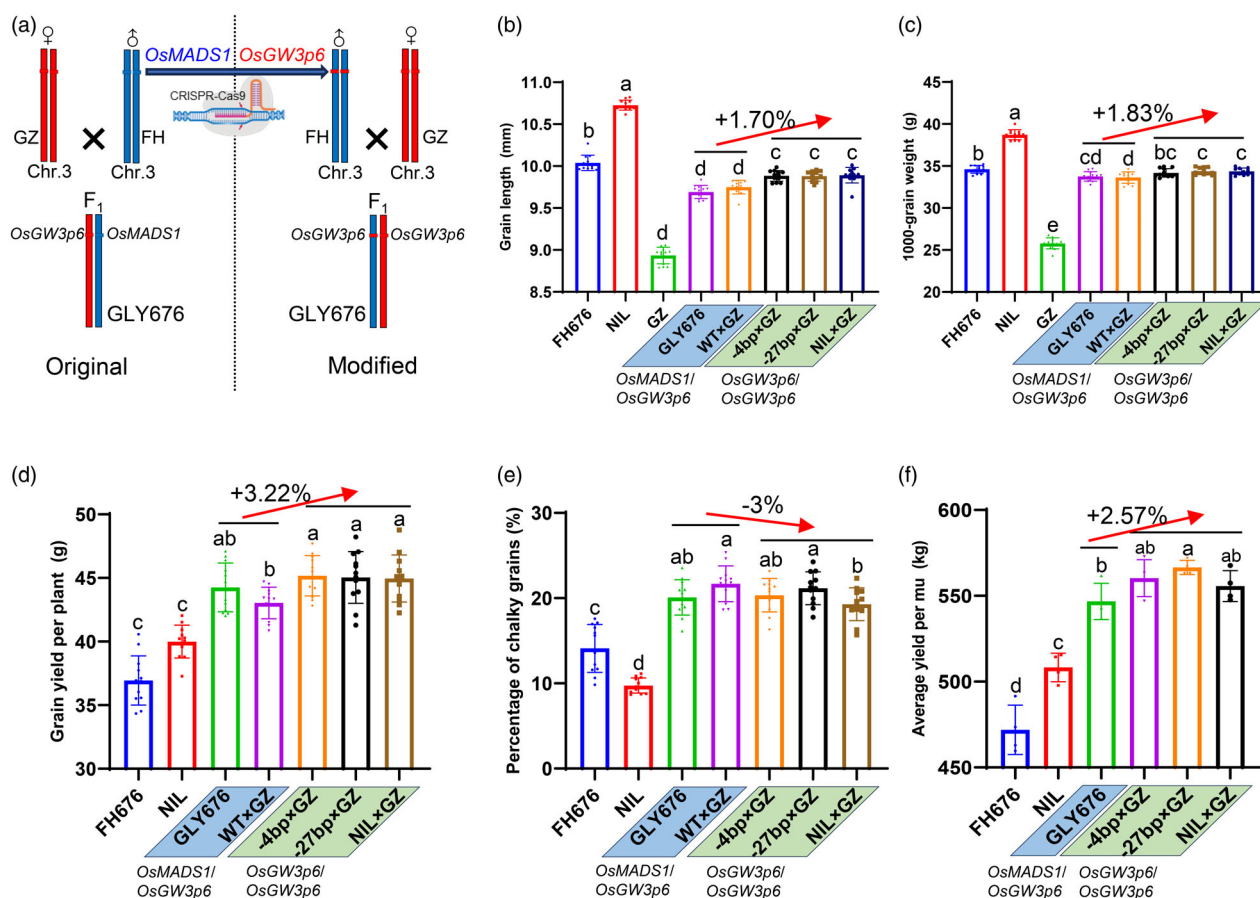 (a)
♀
♂
OsMADS1
OsGW3p6
♂
♀
CRISPR-Cas9
GZ
FH
FH
GZ
Chr.3
Chr.3
Chr.3
Chr.3
F1
OsGW3p6
OsMADS1
OsGW3p6
OsGW3p6
GLY676
GLY676
Original
Modified
(b)
Grain length (mm)
11.0
10.5
10.0
9.5
9.0
8.5
b
a
d
d
d
c
c
c
+1.70%
FH676
NIL
GZ
GLY676
WT×GZ
-4bp×GZ
-27bp×GZ
NIL×GZ
OsMADS1/
OsGW3p6
OsGW3p6/
OsGW3p6
(c)
1000-grain weight (g)
45
40
35
30
25
20
b
a
e
cd
d
bc
c
c
+1.83%
FH676
NIL
GZ
GLY676
WT×GZ
-4bp×GZ
-27bp×GZ
NIL×GZ
OsMADS1/
OsGW3p6
OsGW3p6/
OsGW3p6
(d)
Grain yield per plant (g)
50
45
40
35
30
c
c
ab
b
a
a
a
+3.22%
FH676
NIL
GLY676
WT×GZ
-4bp×GZ
-27bp×GZ
NIL×GZ
OsMADS1/
OsGW3p6
OsGW3p6/
OsGW3p6
(e)
Percentage of chalky grains (%)
30
20
10
0
c
d
ab
a
ab
a
b
-3%
FH676
NIL
GLY676
WT×GZ
-4bp×GZ
-27bp×GZ
NIL×GZ
OsMADS1/
OsGW3p6
OsGW3p6/
OsGW3p6
(f)
Average yield per mu (kg)
600
550
500
450
d
c
b
ab
a
ab
+2.57%
FH676
NIL
GLY676
-4bp×GZ
-27bp×GZ
NIL×GZ
OsMADS1/
OsGW3p6
OsGW3p6/
OsGW3p6